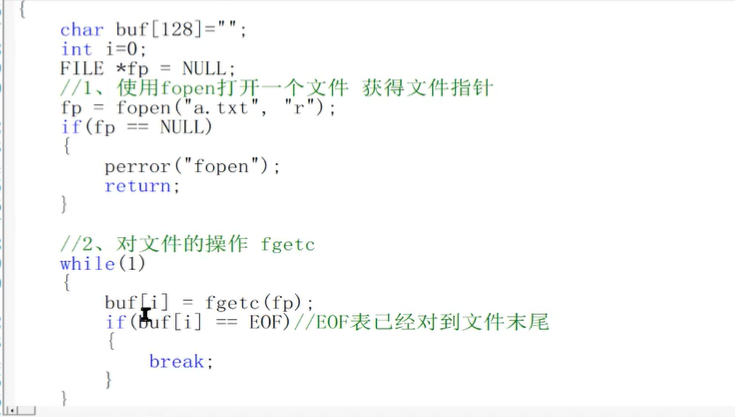 {
char buf[128]="";
int i=0;
FILE *fp = NULL;
//1、使用fopen打开一个文件 获得文件指针
fp = fopen("a.txt", "r");
if(fp == NULL)
{
perror("fopen");
return;
}
//2、对文件的操作 fgetc
while(1)
{
buf[i] = fgetc(fp);
if(buf[i] == EOF)//EOF表已经对到文件末尾
{
break;
}
}